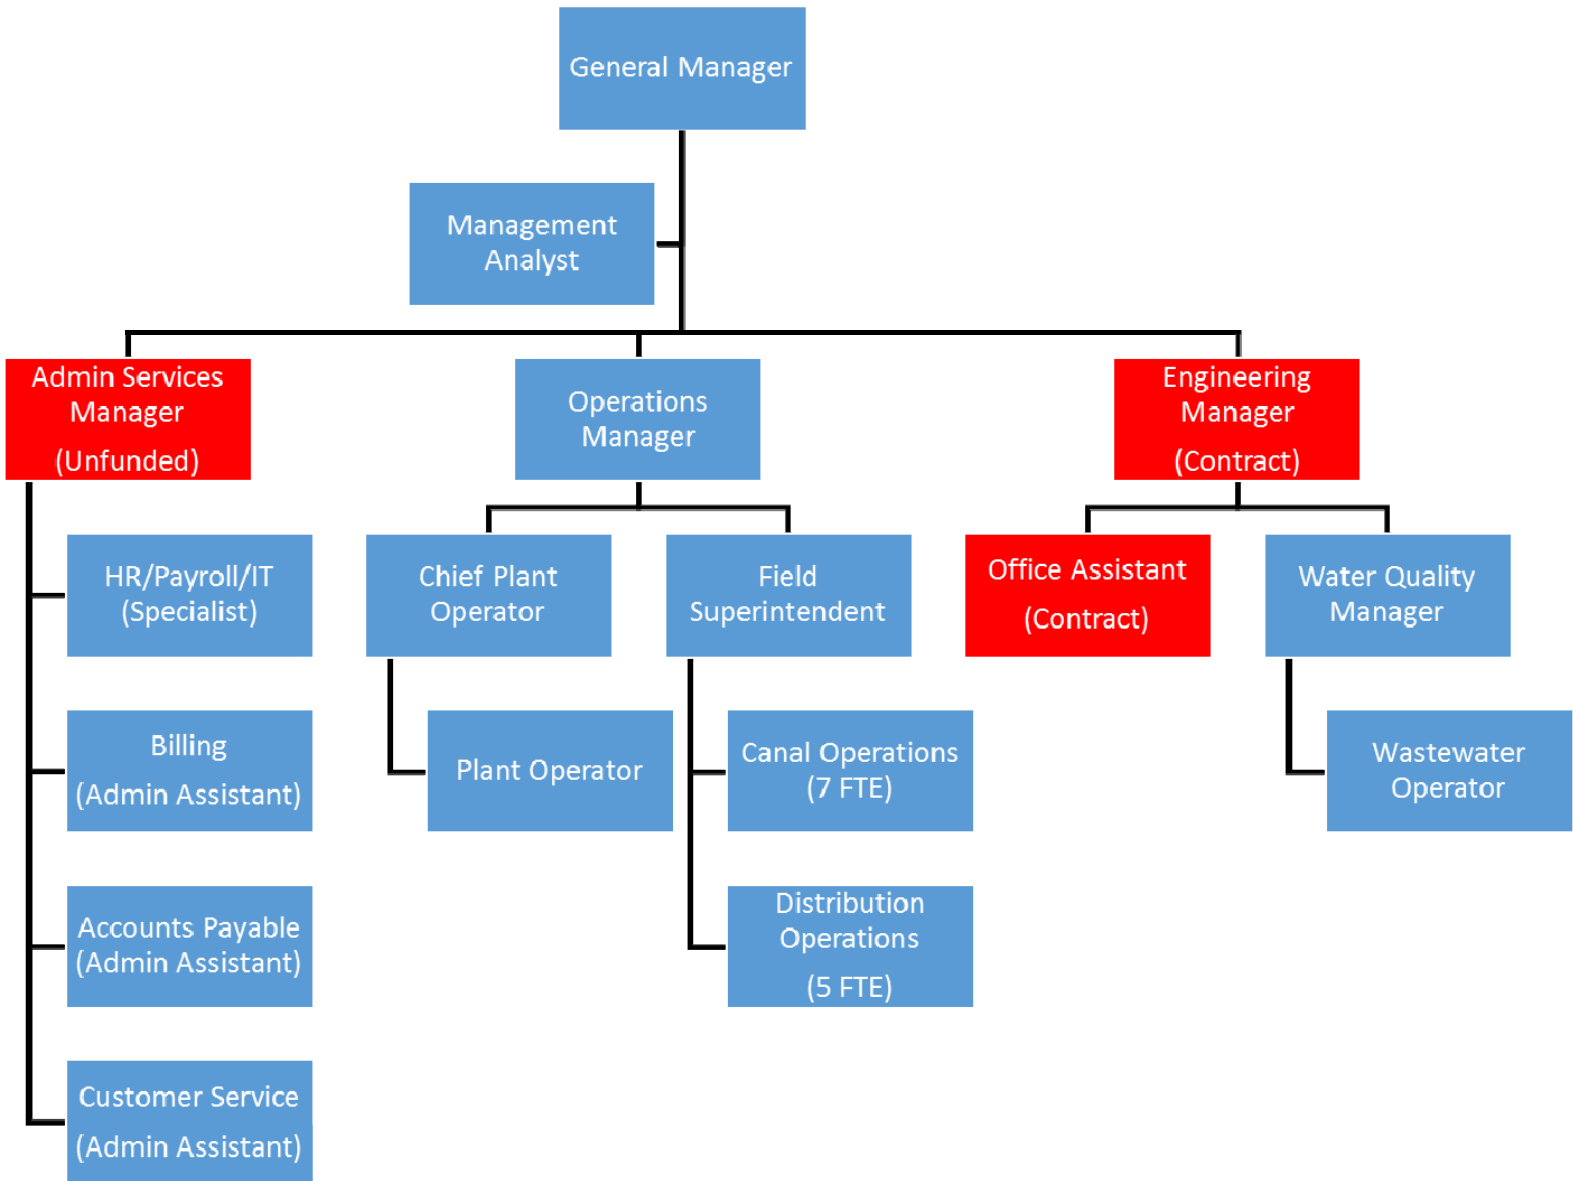 General Manager
Management
Analyst
Admin Services
Manager
(Unfunded)
Operations
Manager
Engineering
Manager
(Contract)
HR/Payroll/IT
(Specialist)
Chief Plant
Operator
Field
Superintendent
Office Assistant
(Contract)
Water Quality
Manager
Billing
(Admin Assistant)
Plant Operator
Canal Operations
(7 FTE)
Wastewater
Operator
Accounts Payable
(Admin Assistant)
Distribution
Operations
(5 FTE)
Customer Service
(Admin Assistant)